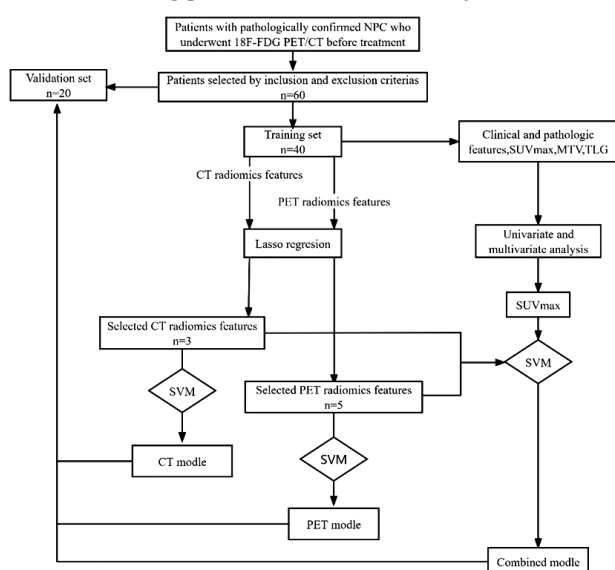 Patients with pathologically confirmed NPC who
underwent 18F-FDG PET/CT before treatment
Validation set
n=20
Patients selected by inclusion and exclusion criterias
n=60
Training set
n=40
Clinical and pathologic
features,SUVmax,MTV,TLG
CT radiomics features
PET radiomics features
Lasso regresion
Univariate and
multivariate analysis
SUVmax
Selected CT radiomics features
n=3
SVM
SVM
Selected PET radiomics features
n=5
CT modle
SVM
PET modle
Combined modle